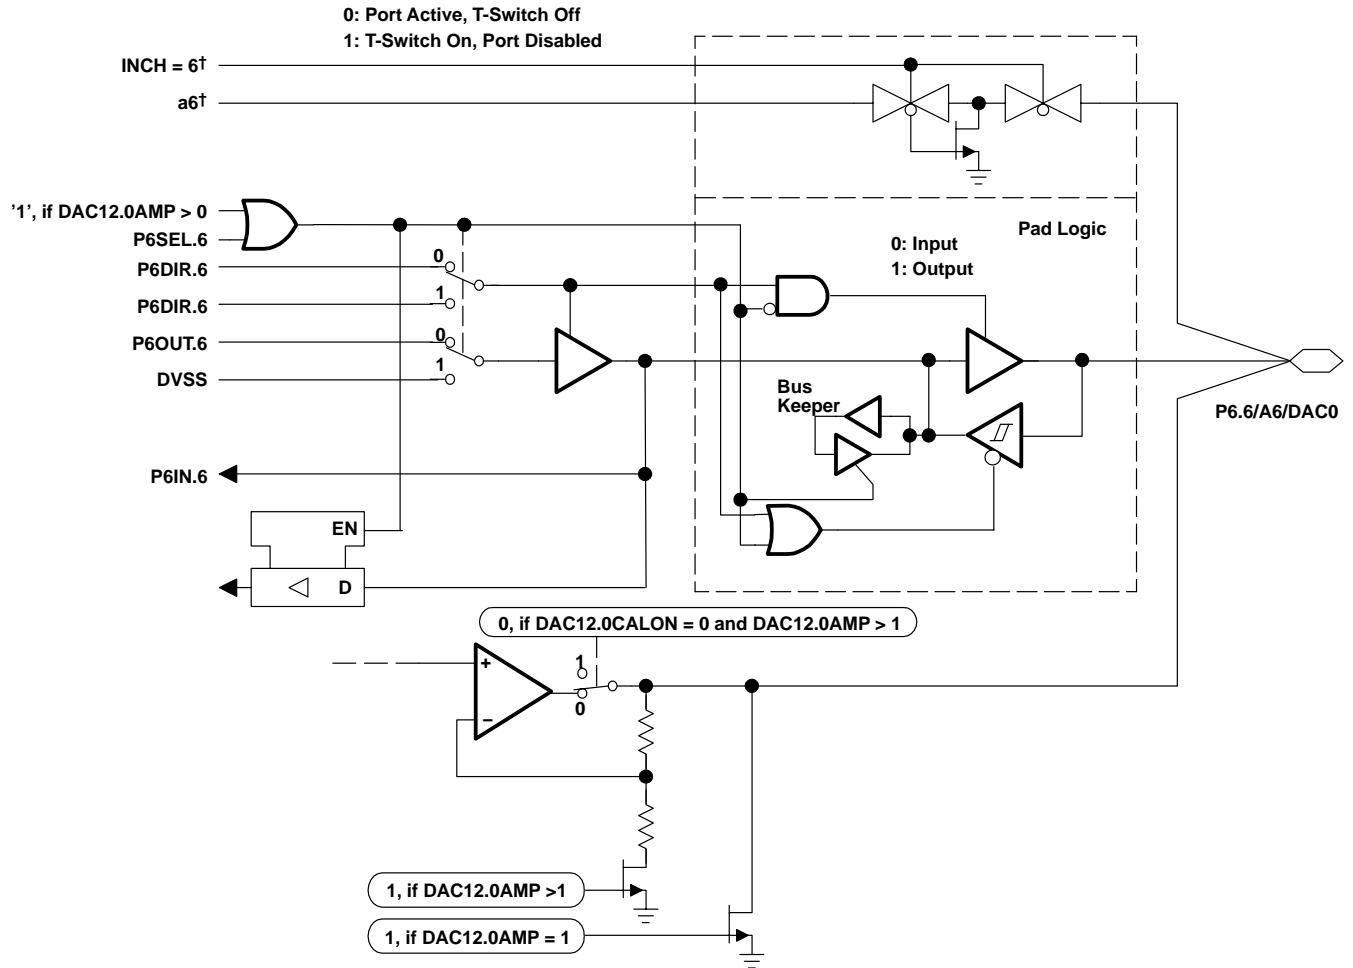 0: Port Active, T-Switch Off
1: T-Switch On, Port Disabled
INCH = 6†
a6†
'1', if DAC12.0AMP > 0
P6SEL.6
P6DIR.6
0
P6DIR.6
1
P6OUT.6
0
DVSS
1
Pad Logic
0: Input
1: Output
Bus
Keeper
P6.6/A6/DAC0
P6IN.6
EN
D
0, if DAC12.0CALON = 0 and DAC12.0AMP > 1
+
1
0
−
1, if DAC12.0AMP >1
1, if DAC12.0AMP = 1